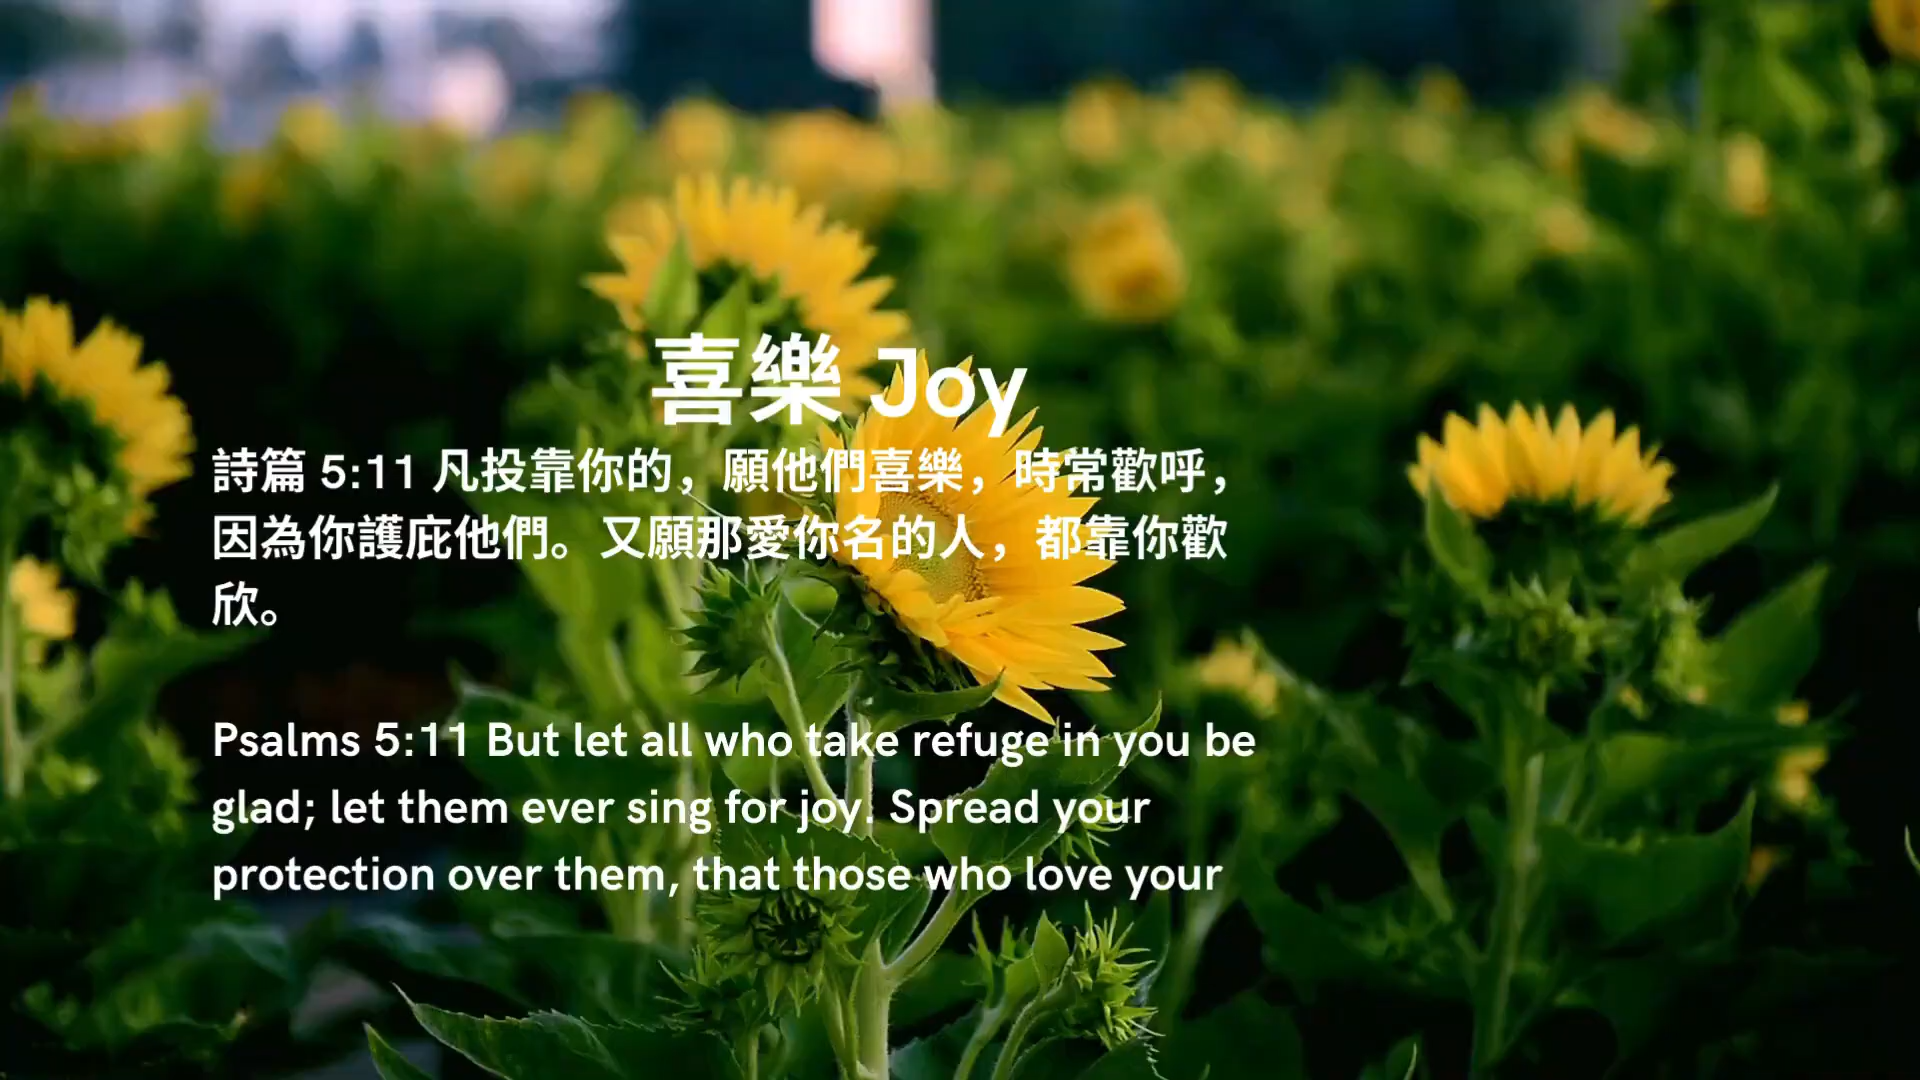 喜樂 Joy
詩篇 5:11 凡投靠你的，願他們喜樂，時常歡呼，
因為你護庇他們。又願那愛你名的人，都靠你歡
欣。
Psalms 5:11 But let all who take refuge in you be
glad; let them ever sing for joy. Spread your
protection over them, that those who love your